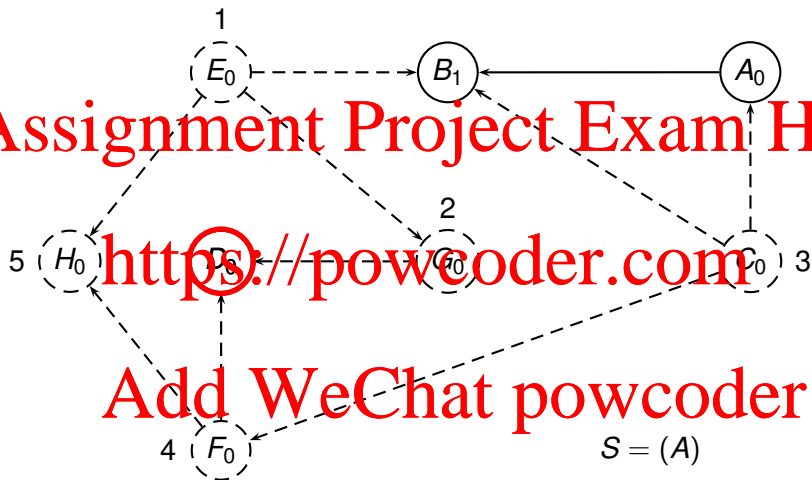 1
E0 B1 A0
Assignment Project Exam H
2
5 H0 D0 G0 C0 3
https://powcoder.com
Add WeChat powcoder
4 F0 S = (A)